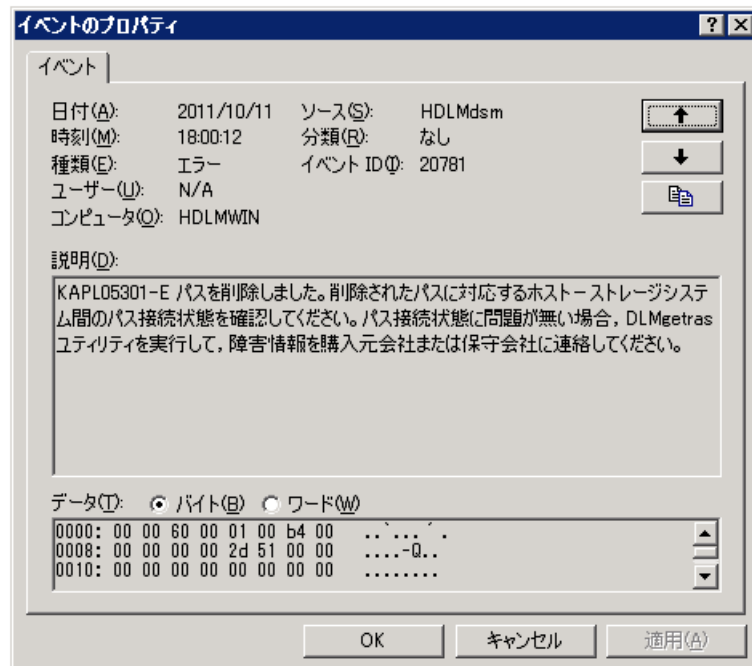 イベントのプロパティ
イベント
日付(A): 2011/10/11 ソース(S): HDLMdsm
時刻(M): 18:00:12 分類(R): なし
種類(E): エラー イベント ID(I): 20781
ユーザー(U): N/A
コンピュータ(O): HDLMWIN
説明(D):
KAPL05301-E パスを削除しました。削除されたパスに対応するホストーストレージシステ
ム間のパス接続状態を確認してください。パス接続状態に問題が無い場合，DLMgetras
ユティリティを実行して，障害情報を購入元会社または保守会社に連絡してください。
データ(T): バイト(B) ワード(W)
0000: 00 00 60 00 01 00 b4 00 ..`...´.
0008: 00 00 00 00 2d 51 00 00 ....-Q..
0010: 00 00 00 00 00 00 00 00 ........
OK キャンセル 適用(A)